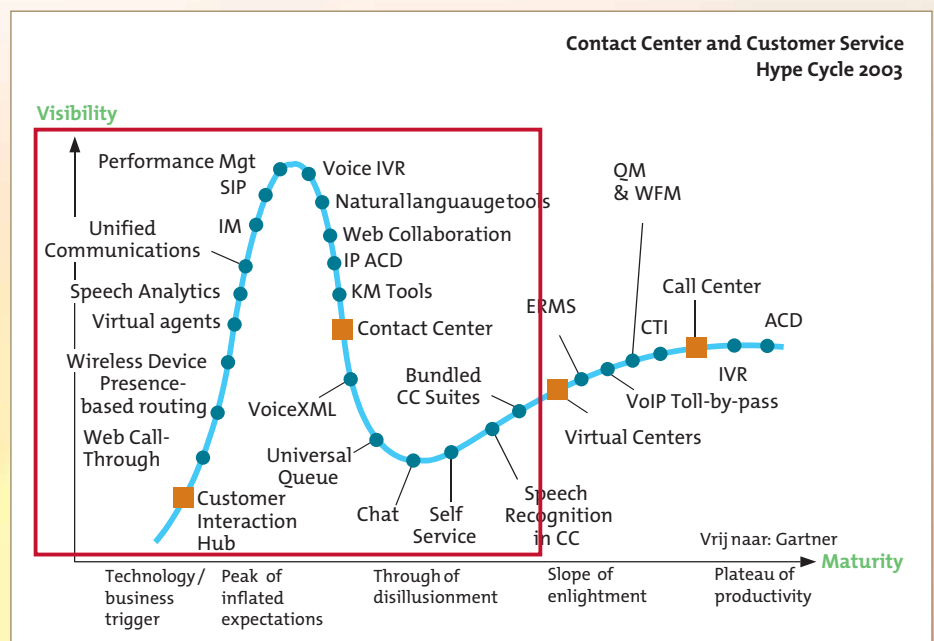 Contact Center and Customer Service
Hype Cycle 2003
Visibility
Performance Mgt
Voice IVR
SIP
Naturallanguaugetools
QM
& WFM
IM
Web Collaboration
Unified
Communications
IP ACD
Speech Analytics
KM Tools
Call Center
ERMS
Virtual agents
Contact Center
CTI
ACD
Wireless Device
Presence-
based routing
Bundled
CC Suites
IVR
VoiceXML
VoIP Toll-by-pass
Web Call-
Through
Universal
Queue
Virtual Centers
Customer
Interaction
Hub
Chat
Self
Service
Speech
Recognition
in CC
Vrij naar: Gartner
Maturity
Technology/
business
trigger
Peak of
inflated
expectations
Through of
disillusionment
Slope of
enlightment
Plateau of
productivity